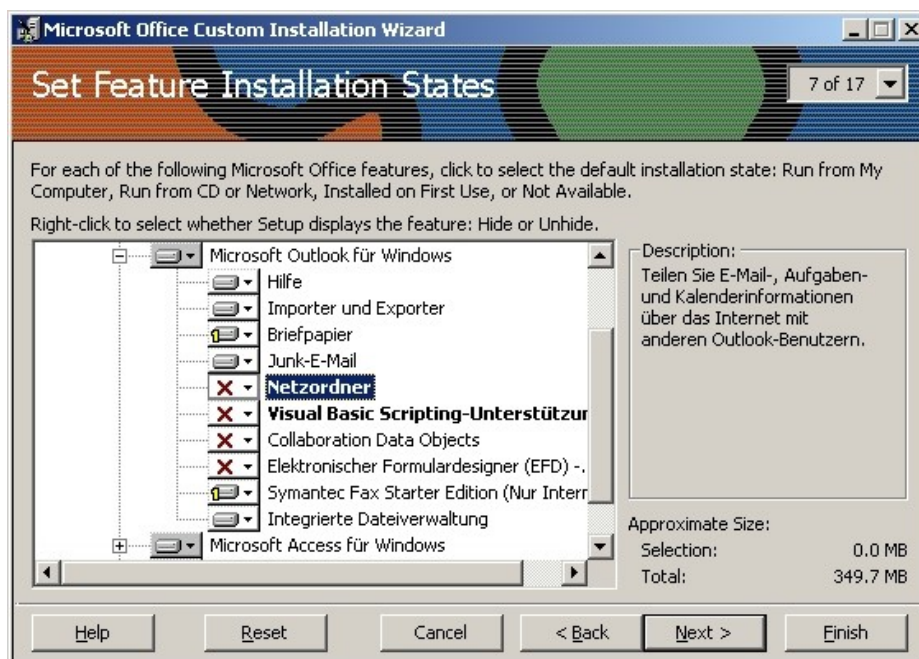 Microsoft Office Custom Installation Wizard
Set Feature Installation States
7 of 17
For each of the following Microsoft Office features, click to select the default installation state: Run from My
Computer, Run from CD or Network, Installed on First Use, or Not Available.
Right-click to select whether Setup displays the feature: Hide or Unhide.
Microsoft Outlook für Windows
Hilfe
Importer und Exporter
Briefpapier
Junk-E-Mail
Netzordner
Visual Basic Scripting-Unterstützur
Collaboration Data Objects
Elektronischer Formulardesigner (EFD) -.
Symantec Fax Starter Edition (Nur Intern
Integrierte Dateiverwaltung
Microsoft Access für Windows
Description:
Teilen Sie E-Mail-, Aufgaben-
und Kalenderinformationen
über das Internet mit
anderen Outlook-Benutzern.
Approximate Size:
Selection: 0.0 MB
Total: 349.7 MB
Help Reset Cancel < Back Next > Finish